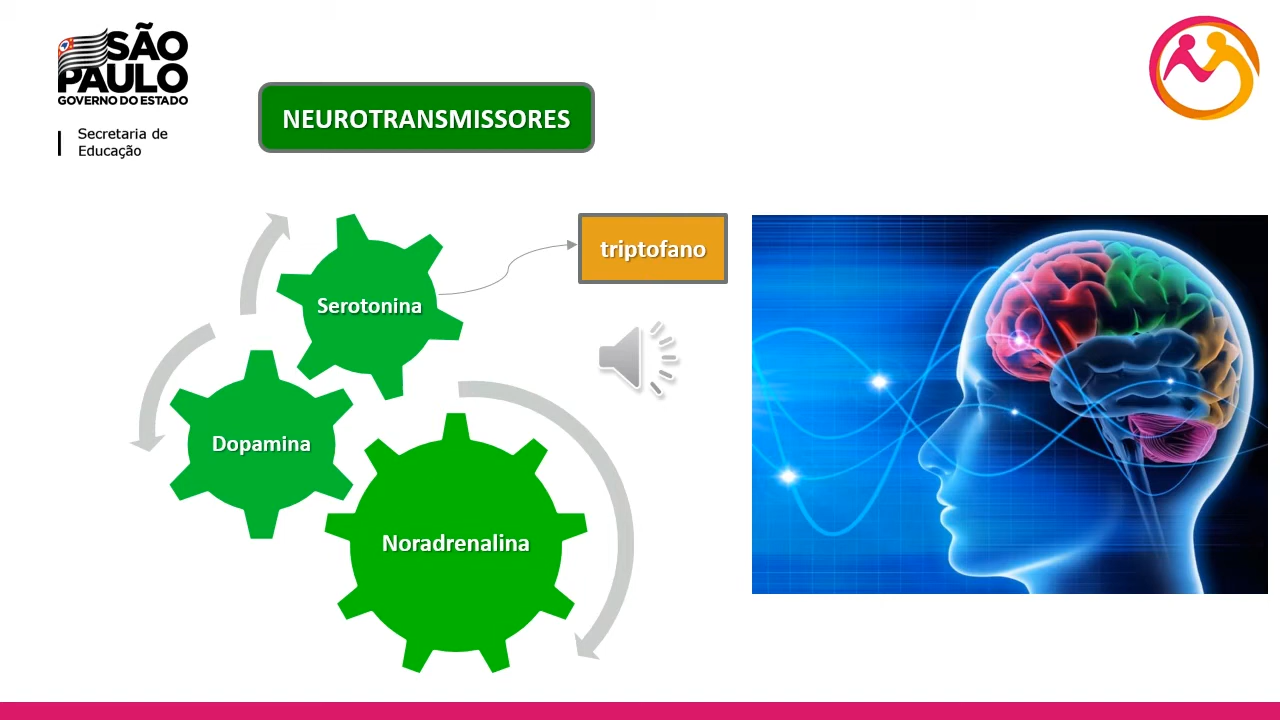 SÃO
PAULO
GOVERNO DO ESTADO
Secretaria de
Educação
NEUROTRANSMISSORES
triptofano
Serotonina
Dopamina
Noradrenalina